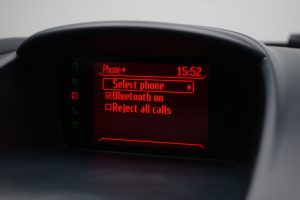 Phone 15:52
Select phone
Bluetooth on
Reject all calls